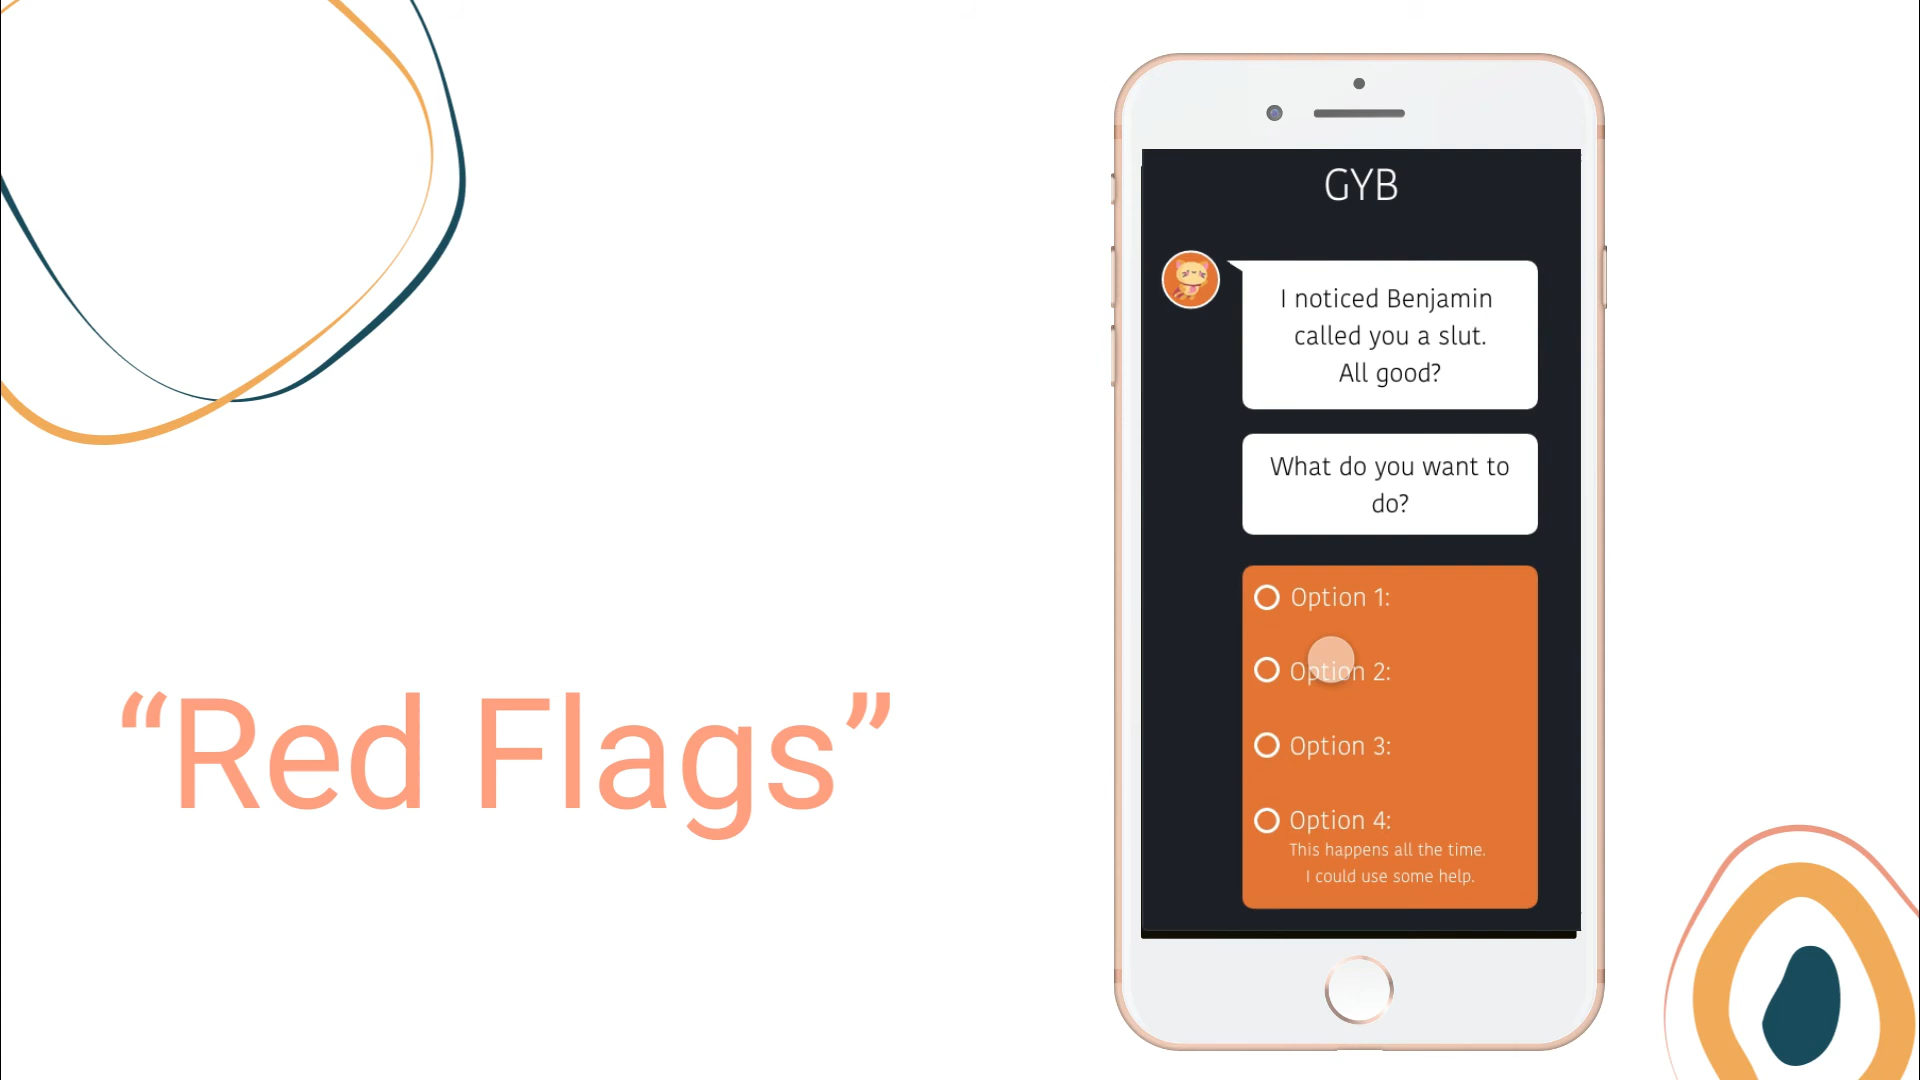 “Red Flags”
GYB
I noticed Benjamin
called you a slut.
All good?
What do you want to
do?
Option 1:
Option 2:
Option 3:
Option 4:
This happens all the time.
I could use some help.